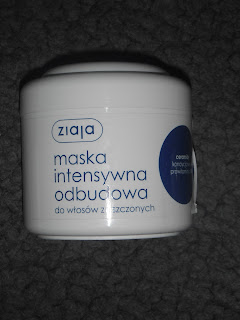 ziaja
maska
intensywna
odbudowa
do włosów zniszczonych